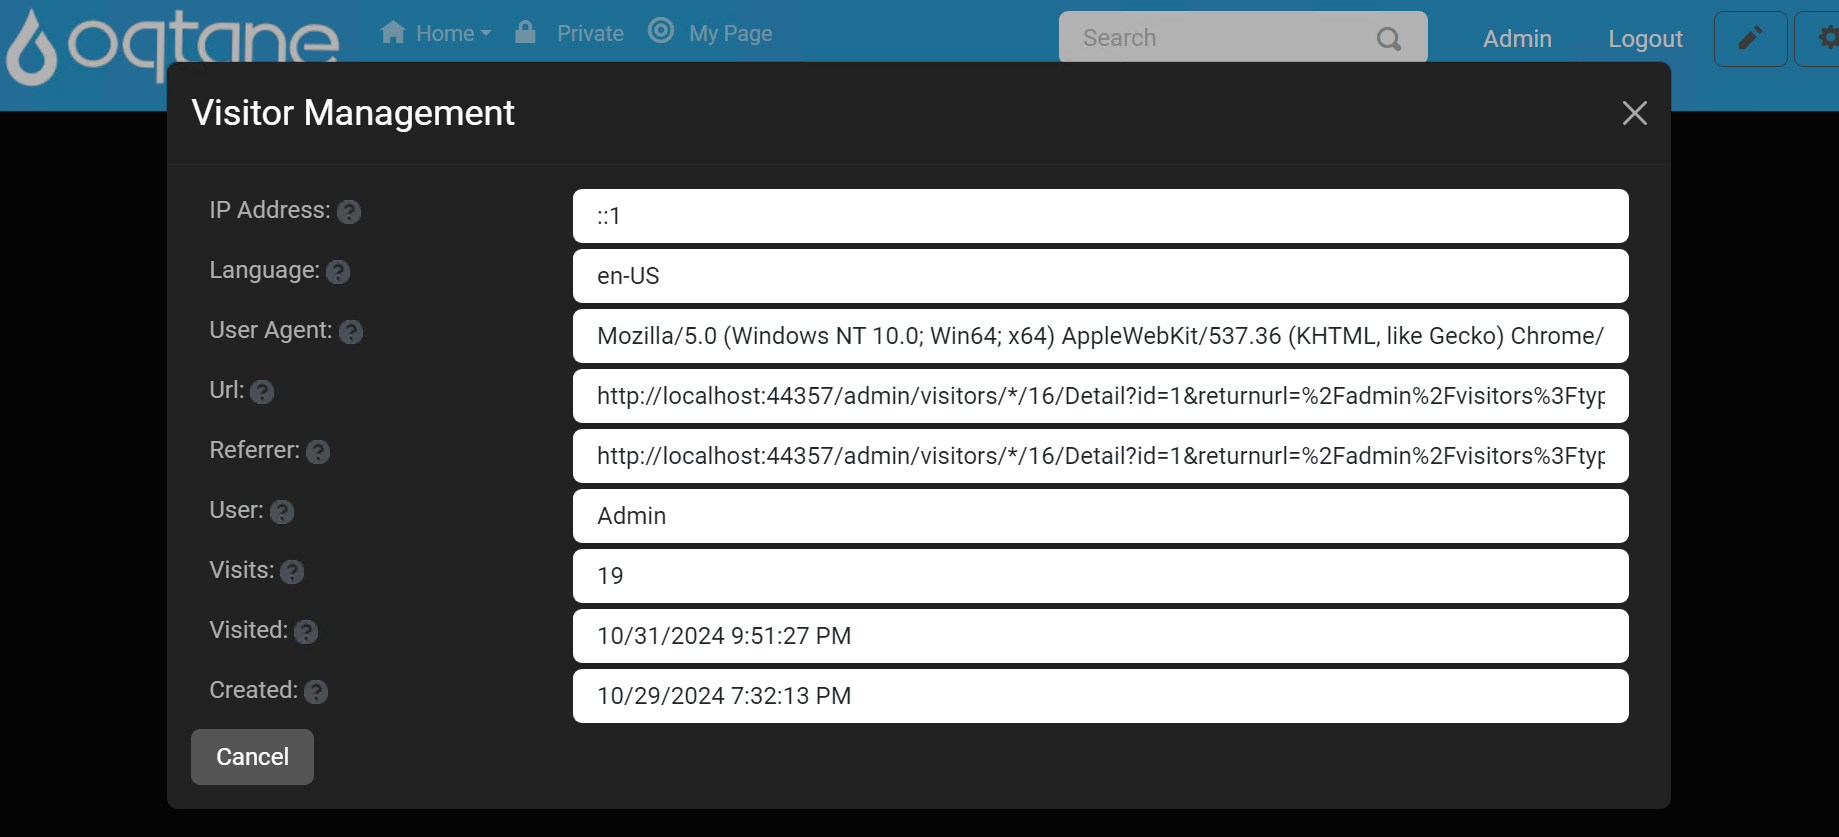 oqtane Home Private My Page Search Admin Logout
Visitor Management
IP Address: ? ::1
Language: ? en-US
User Agent: ? Mozilla/5.0 (Windows NT 10.0; Win64; x64) AppleWebKit/537.36 (KHTML, like Gecko) Chrome/
Url: ? http://localhost:44357/admin/visitors/*/16/Detail?id=1&returnurl=%2Fadmin%2Fvisitors%3Ftyp
Referrer: ? http://localhost:44357/admin/visitors/*/16/Detail?id=1&returnurl=%2Fadmin%2Fvisitors%3Ftyp
User: ? Admin
Visits: ? 19
Visited: ? 10/31/2024 9:51:27 PM
Created: ? 10/29/2024 7:32:13 PM
Cancel